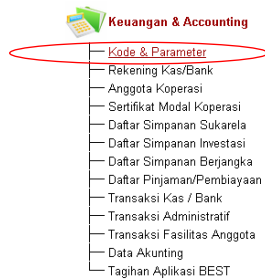 Keuangan & Accounting
Kode & Parameter
Rekening Kas/Bank
Anggota Koperasi
Sertifikat Modal Koperasi
Daftar Simpanan Sukarela
Daftar Simpanan Investasi
Daftar Simpanan Berjangka
Daftar Pinjaman/Pembiayaan
Transaksi Kas / Bank
Transaksi Administratif
Transaksi Fasilitas Anggota
Data Akunting
Tagihan Aplikasi BEST